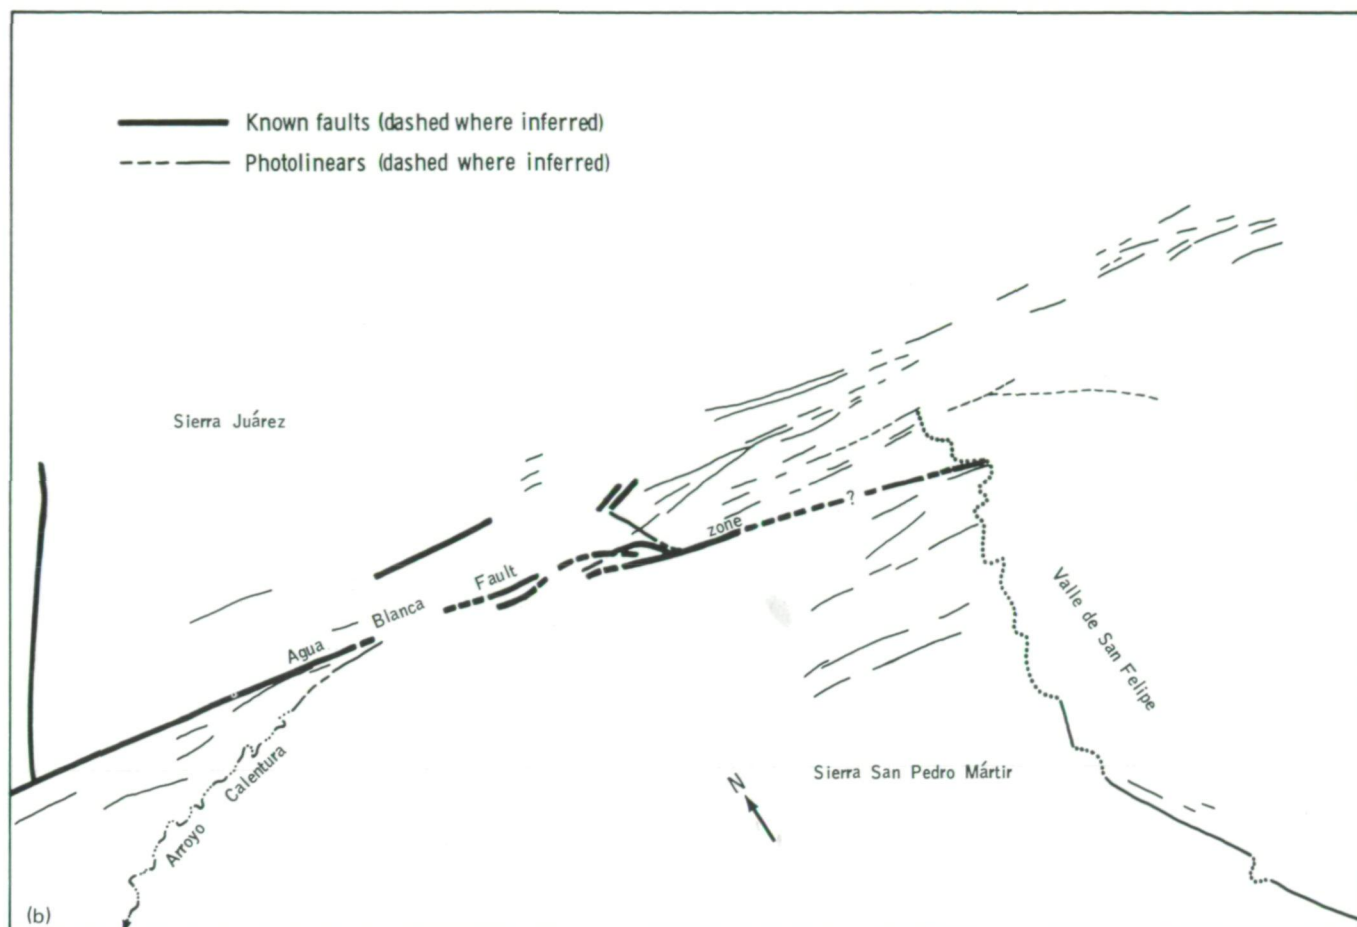 Known faults (dashed where inferred)
Photolinears (dashed where inferred)
Sierra Juárez
Agua Blanca Fault zone
?
Arroyo Calentura
Valle de San Felipe
Sierra San Pedro Mártir
N
(b)